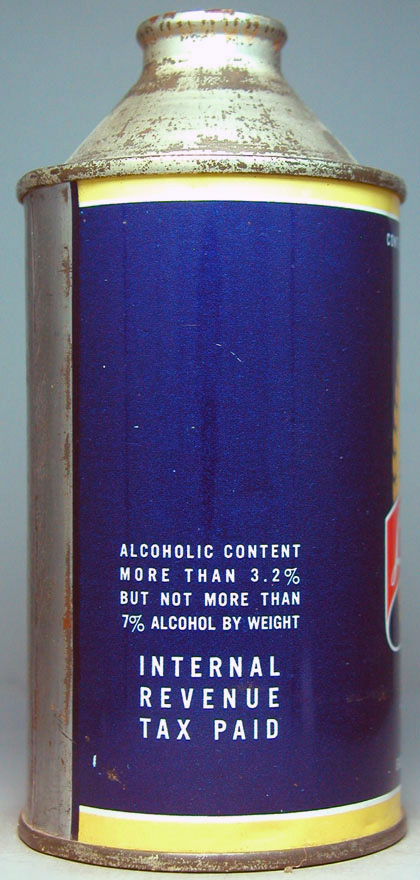 ALCOHOLIC CONTENT
MORE THAN 3.2%
BUT NOT MORE THAN
7% ALCOHOL BY WEIGHT
INTERNAL
REVENUE
TAX PAID